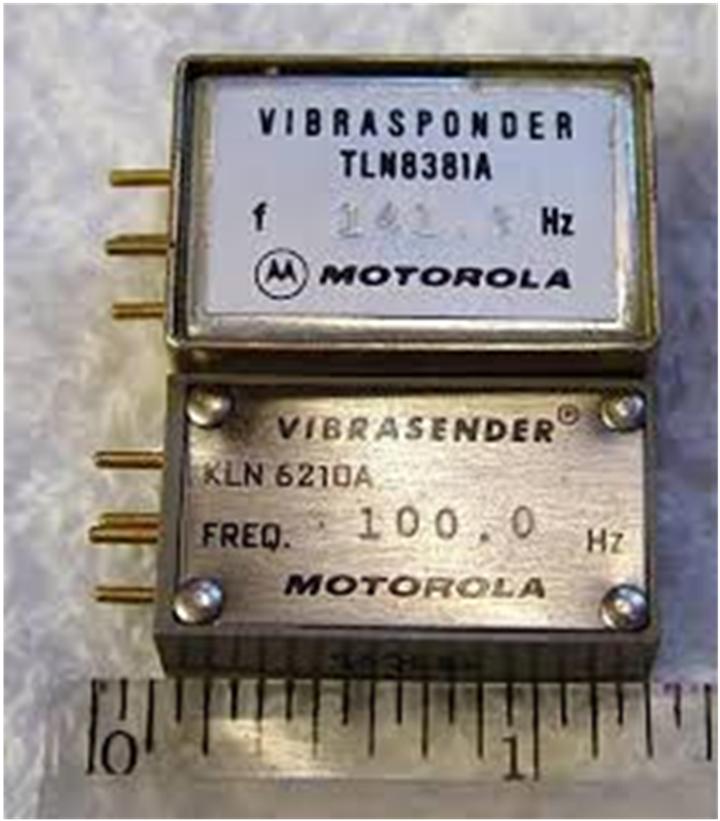 VIBRASPONDER
TLN8381A
f Hz
M MOTOROLA
VIBRASENDER®
KLN 6210A
FREQ. 100.0 Hz
MOTOROLA
0 1